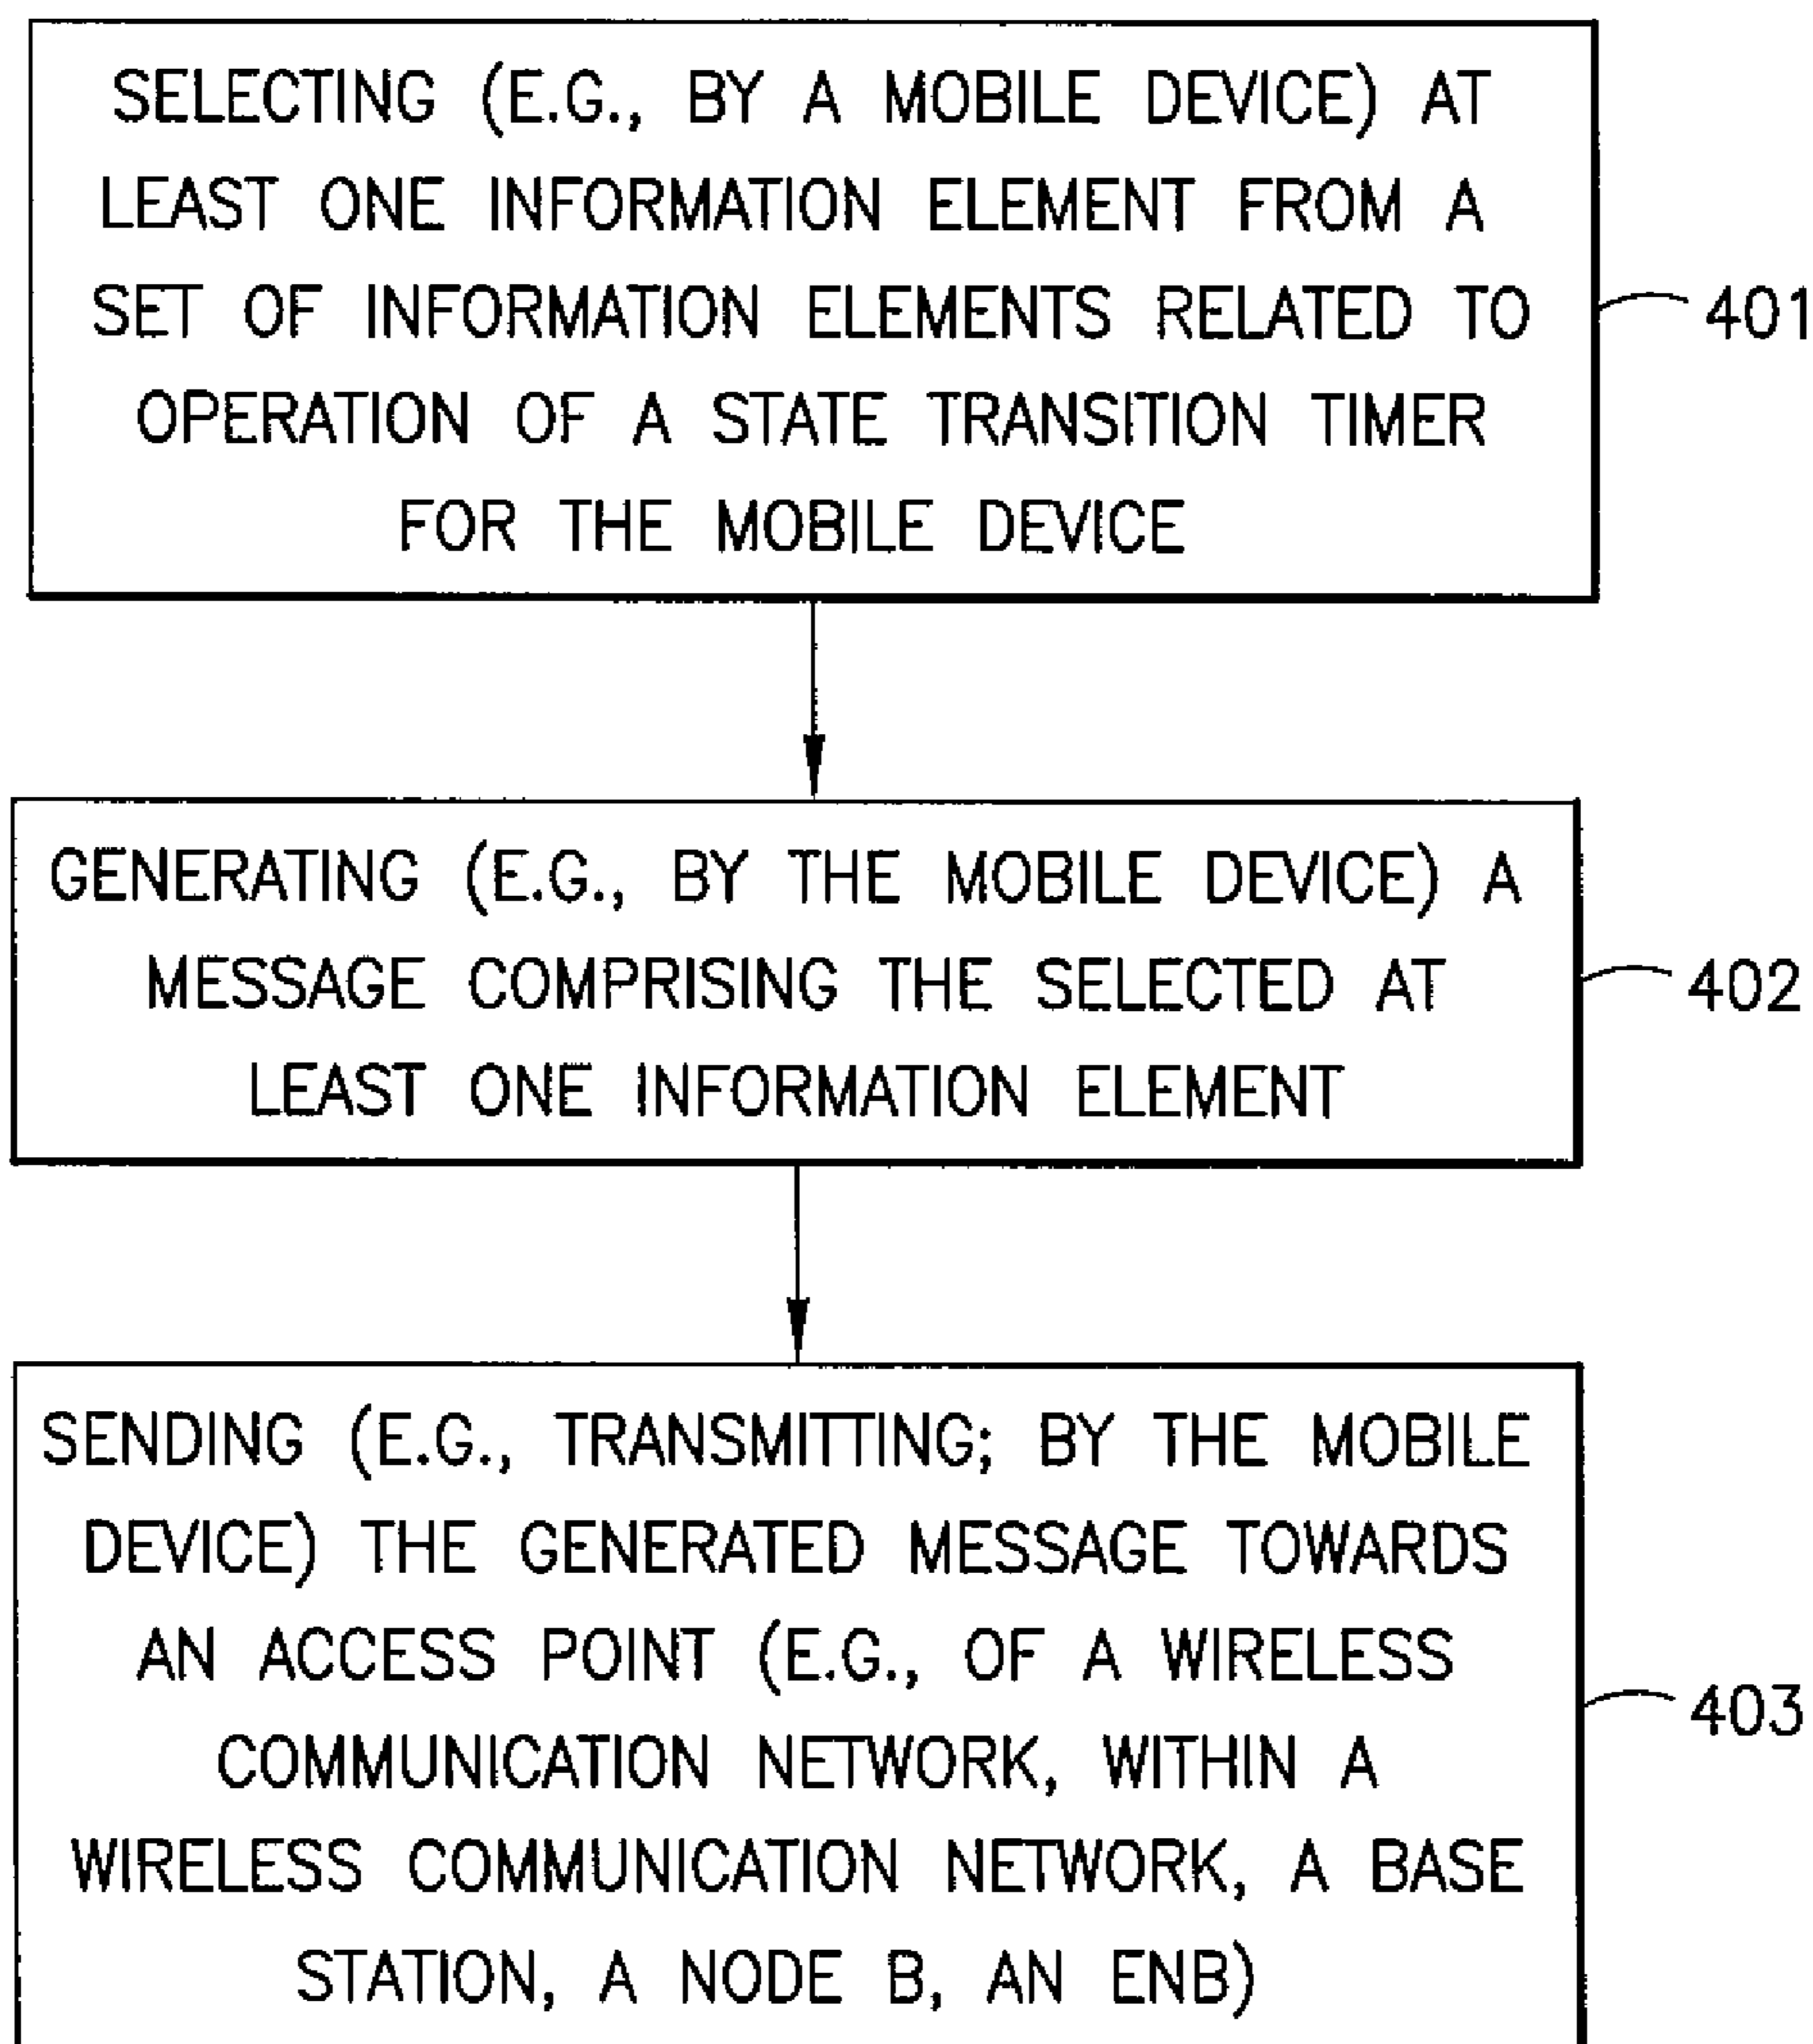 SELECTING (E.G., BY A MOBILE DEVICE) AT
LEAST ONE INFORMATION ELEMENT FROM A
SET OF INFORMATION ELEMENTS RELATED TO
OPERATION OF A STATE TRANSITION TIMER
FOR THE MOBILE DEVICE
401
GENERATING (E.G., BY THE MOBILE DEVICE) A
MESSAGE COMPRISING THE SELECTED AT
LEAST ONE INFORMATION ELEMENT
402
SENDING (E.G., TRANSMITTING; BY THE MOBILE
DEVICE) THE GENERATED MESSAGE TOWARDS
AN ACCESS POINT (E.G., OF A WIRELESS
COMMUNICATION NETWORK, WITHIN A
WIRELESS COMMUNICATION NETWORK, A BASE
STATION, A NODE B, AN ENB)
403